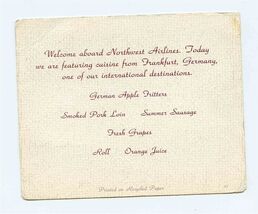 Welcome aboard Northwest Airlines. Today
we are featuring cuisine from Frankfurt, Germany,
one of our international destinations.
German Apple Fritters
Smoked Pork Loin Summer Sausage
Fresh Grapes
Roll Orange Juice
Printed on Recycled Paper